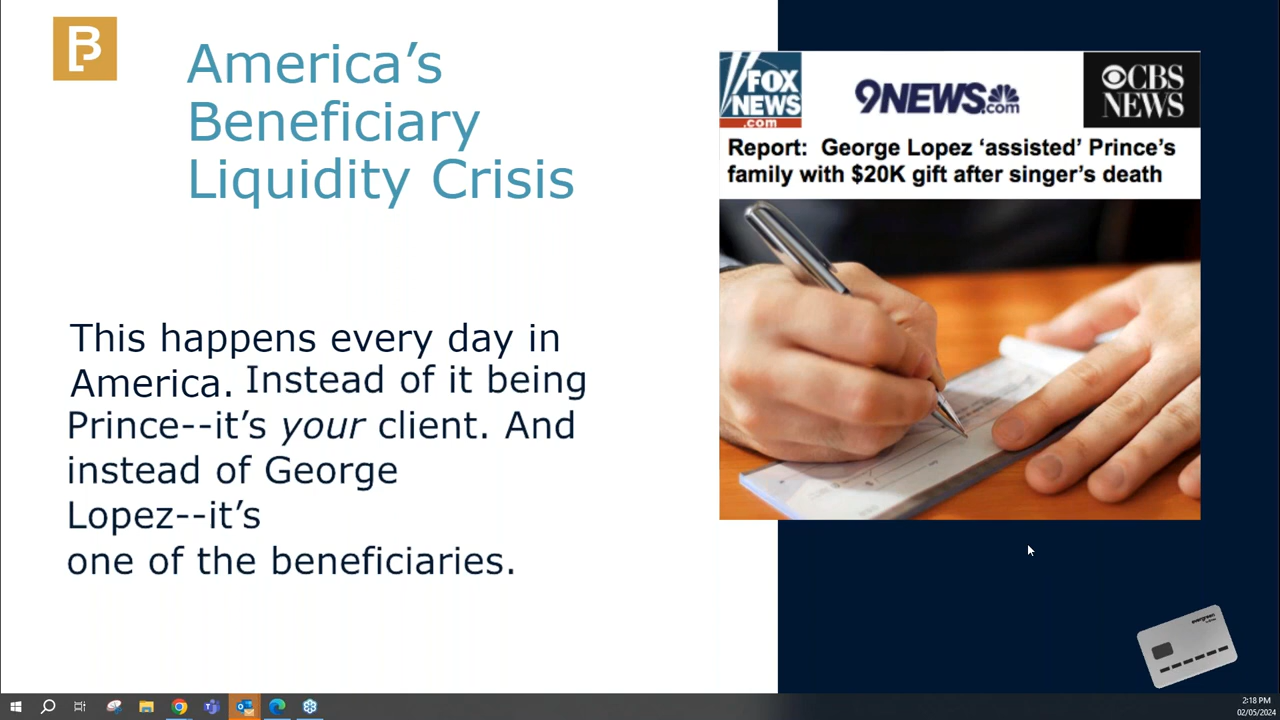 B
America’s
Beneficiary
Liquidity Crisis
This happens every day in
America. Instead of it being
Prince--it’s your client. And
instead of George
Lopez--it’s
one of the beneficiaries.
FOX
NEWS
.com
9NEWS.com
CBS
NEWS
Report: George Lopez ‘assisted’ Prince’s
family with $20K gift after singer’s death
evergreen
2:18 PM
02/05/2024